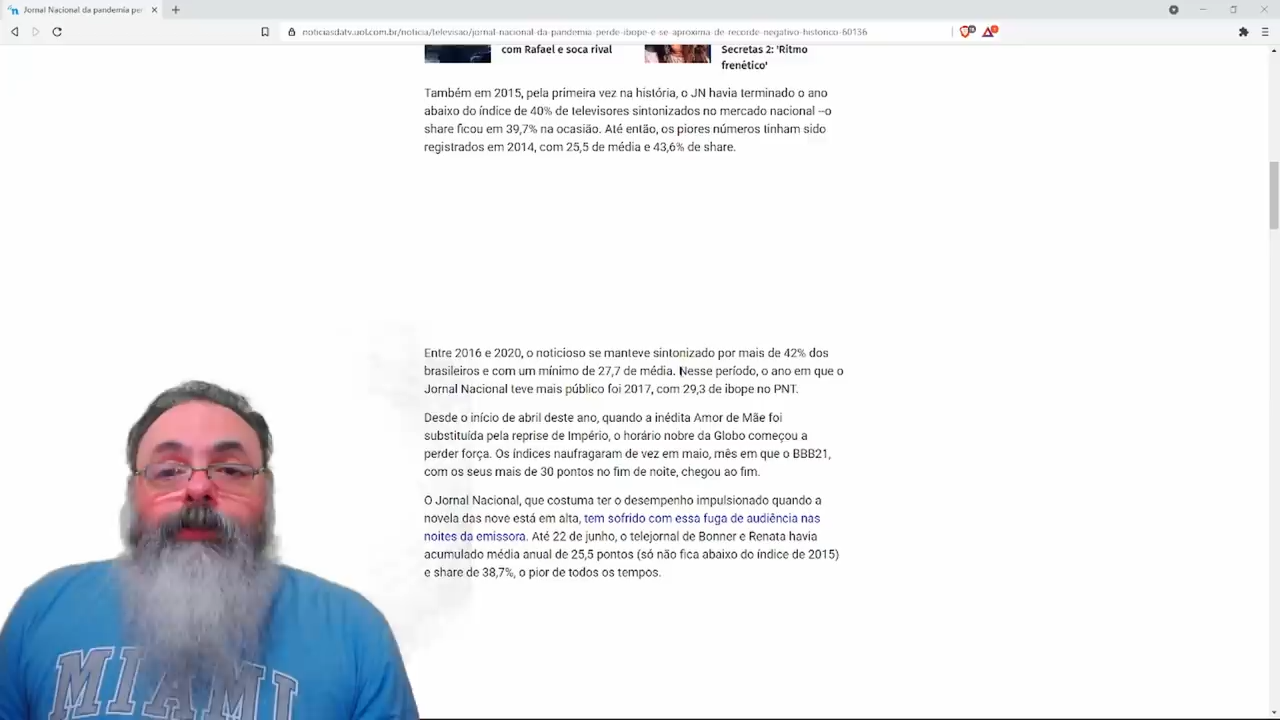 Jornal Nacional da pandemia per
noticiasdatv.uol.com.br/noticia/televisao/jornal-nacional-da-pandemia-perde-ibope-e-se-aproxima-de-recorde-negativo-historico-60136
com Rafael e soca rival
Secretas 2: 'Ritmo
frenético'
Também em 2015, pela primeira vez na história, o JN havia terminado o ano
abaixo do índice de 40% de televisores sintonizados no mercado nacional --o
share ficou em 39,7% na ocasião. Até então, os piores números tinham sido
registrados em 2014, com 25,5 de média e 43,6% de share.
Entre 2016 e 2020, o noticioso se manteve sintonizado por mais de 42% dos
brasileiros e com um mínimo de 27,7 de média. Nesse período, o ano em que o
Jornal Nacional teve mais público foi 2017, com 29,3 de ibope no PNT.
Desde o início de abril deste ano, quando a inédita Amor de Mãe foi
substituída pela reprise de Império, o horário nobre da Globo começou a
perder força. Os índices naufragaram de vez em maio, mês em que o BBB21,
com os seus mais de 30 pontos no fim de noite, chegou ao fim.
O Jornal Nacional, que costuma ter o desempenho impulsionado quando a
novela das nove está em alta, tem sofrido com essa fuga de audiência nas
noites da emissora. Até 22 de junho, o telejornal de Bonner e Renata havia
acumulado média anual de 25,5 pontos (só não fica abaixo do índice de 2015)
e share de 38,7%, o pior de todos os tempos.
MIAMI